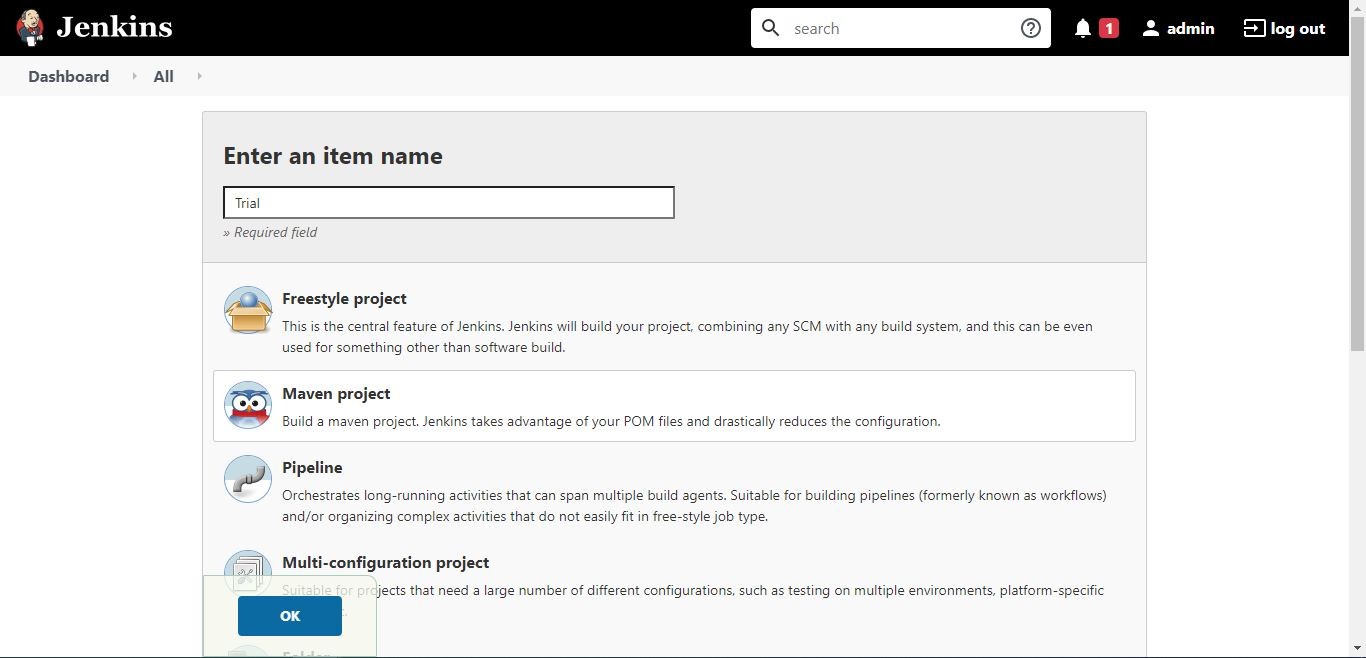 Jenkins
search
1
admin
log out
Dashboard
All
Enter an item name
Trial
» Required field
Freestyle project
This is the central feature of Jenkins. Jenkins will build your project, combining any SCM with any build system, and this can be even
used for something other than software build.
Maven project
Build a maven project. Jenkins takes advantage of your POM files and drastically reduces the configuration.
Pipeline
Orchestrates long-running activities that can span multiple build agents. Suitable for building pipelines (formerly known as workflows)
and/or organizing complex activities that do not easily fit in free-style job type.
Multi-configuration project
Suitable for projects that need a large number of different configurations, such as testing on multiple environments, platform-specific
OK
Folder